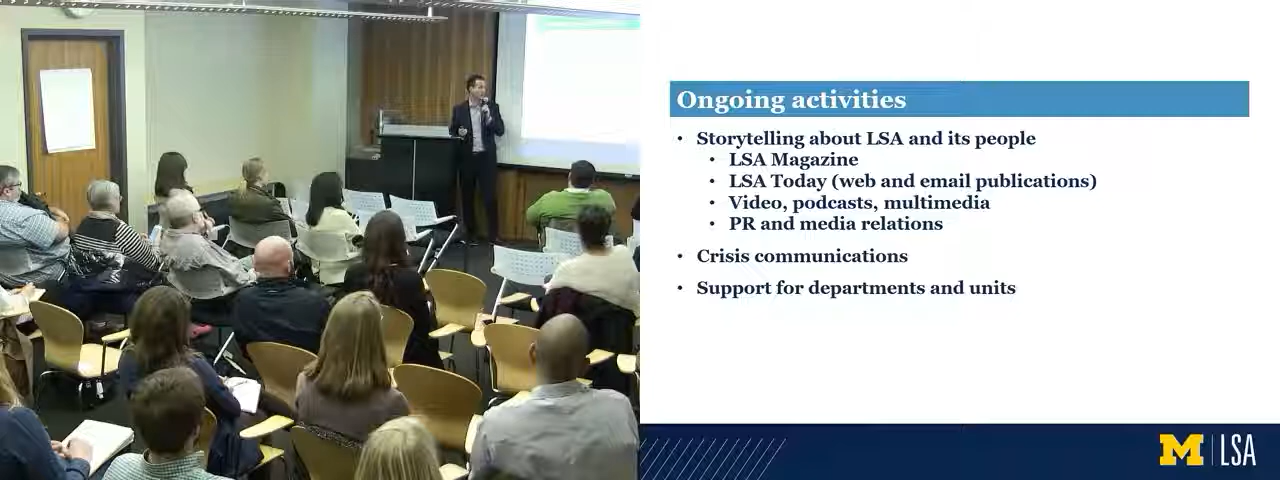 Ongoing activities
• Storytelling about LSA and its people
• LSA Magazine
• LSA Today (web and email publications)
• Video, podcasts, multimedia
• PR and media relations
• Crisis communications
• Support for departments and units
M | LSA